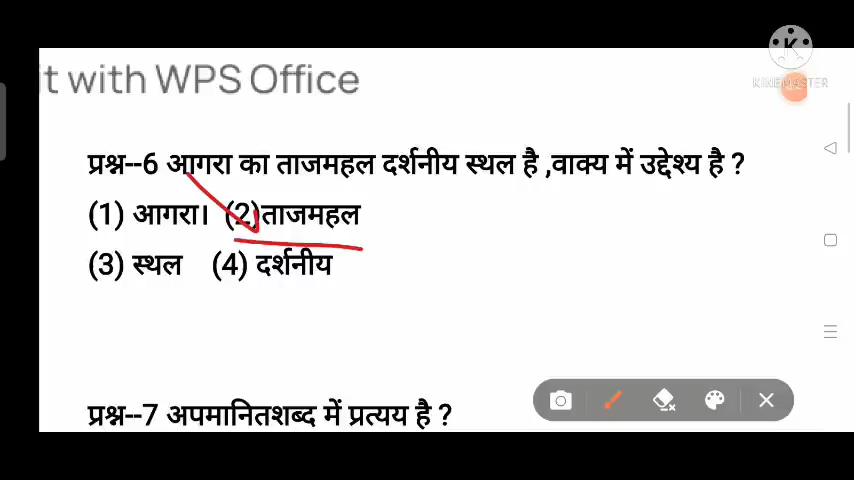 it with WPS Office
KINEMASTER
प्रश्न--6 आगरा का ताजमहल दर्शनीय स्थल है ,वाक्य में उद्देश्य है ?
(1) आगरा। (2)ताजमहल
(3) स्थल (4) दर्शनीय
प्रश्न--7 अपमानितशब्द में प्रत्यय है ?